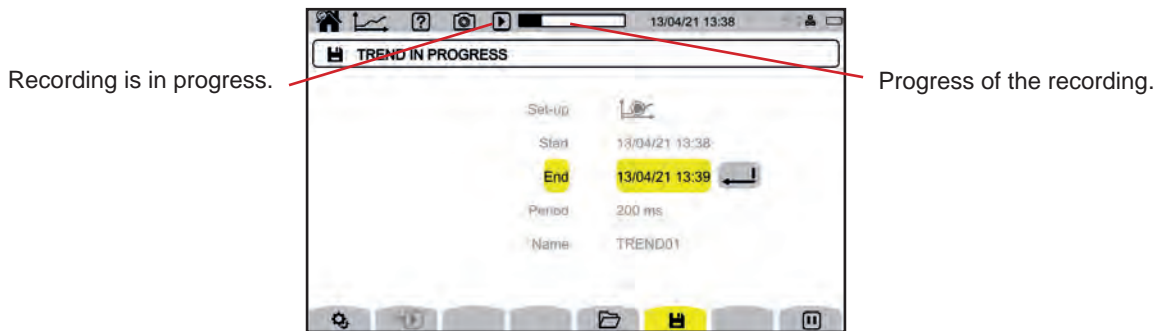 13/04/21 13:38
TREND IN PROGRESS
Recording is in progress.
Progress of the recording.
Set-up
Start 13/04/21 13:38
End 13/04/21 13:39
Period 200 ms
Name TREND01